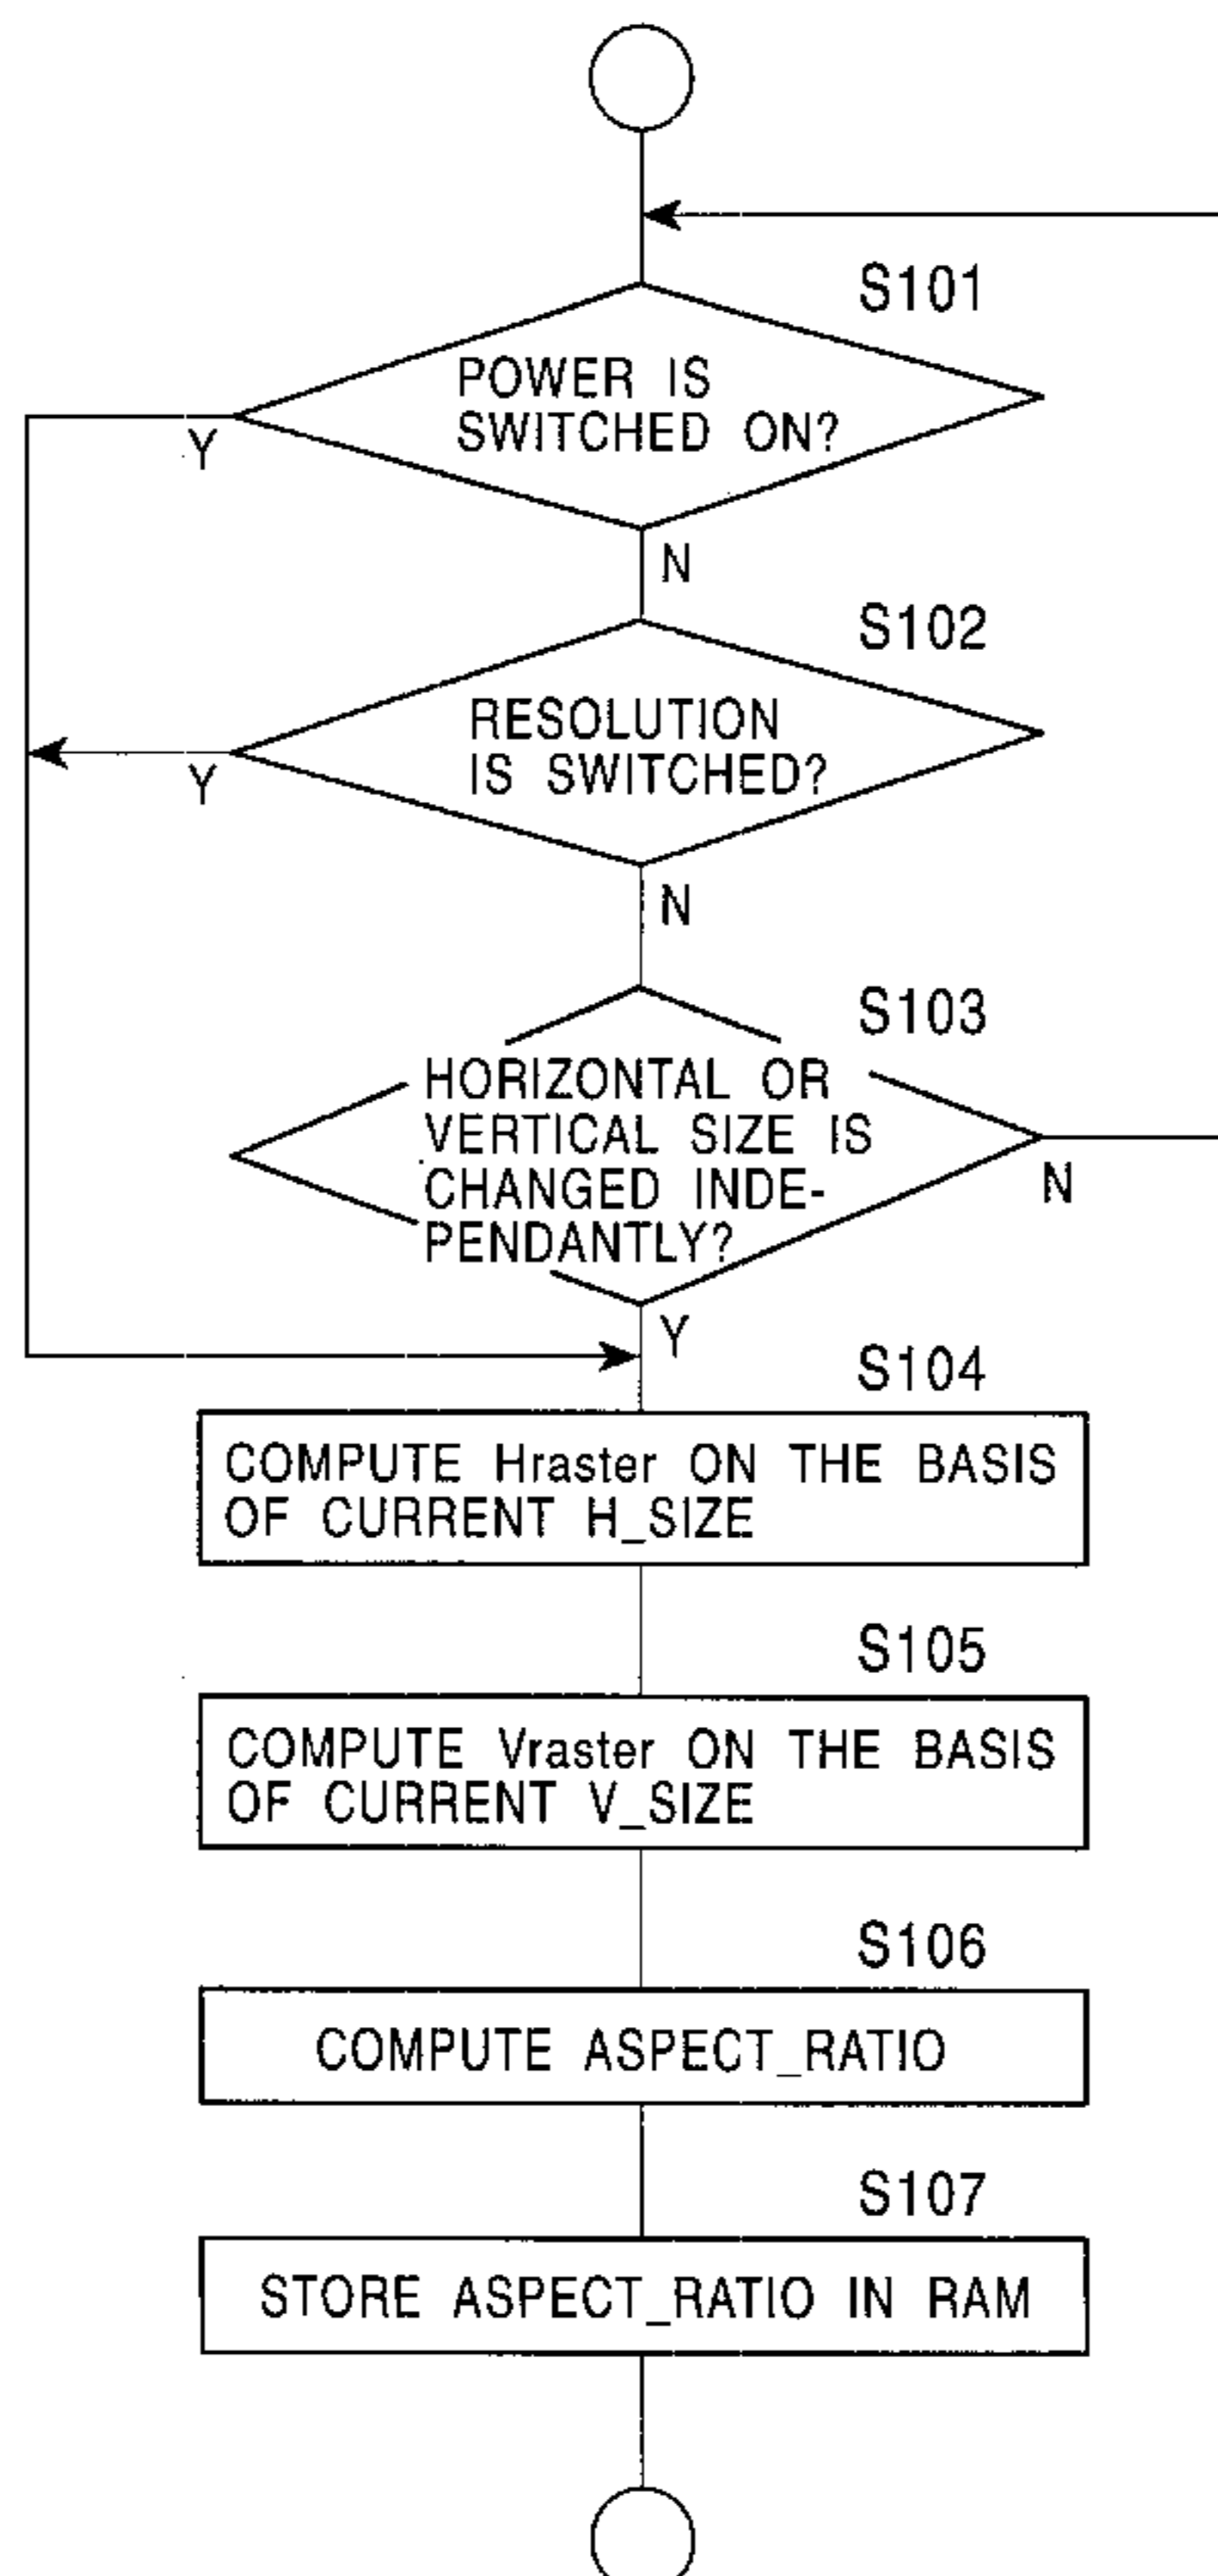 S101
POWER IS
SWITCHED ON?
Y
N
S102
RESOLUTION
IS SWITCHED?
Y
N
S103
HORIZONTAL OR
VERTICAL SIZE IS
CHANGED INDE-
PENDANTLY?
N
Y
S104
COMPUTE Hraster ON THE BASIS
OF CURRENT H_SIZE
S105
COMPUTE Vraster ON THE BASIS
OF CURRENT V_SIZE
S106
COMPUTE ASPECT_RATIO
S107
STORE ASPECT_RATIO IN RAM